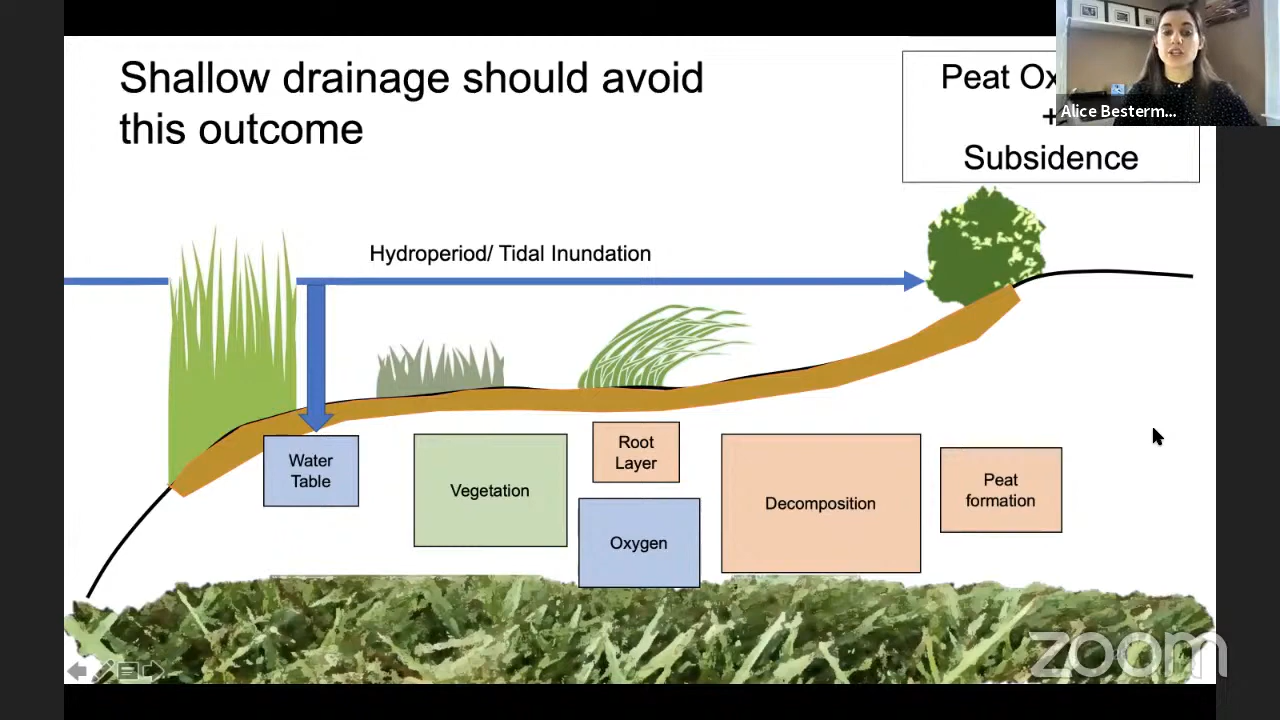 Shallow drainage should avoid
this outcome
Peat
+
Subsidence
Alice Besterm...
Hydroperiod/ Tidal Inundation
Water
Table
Vegetation
Root
Layer
Oxygen
Decomposition
Peat
formation
zoom